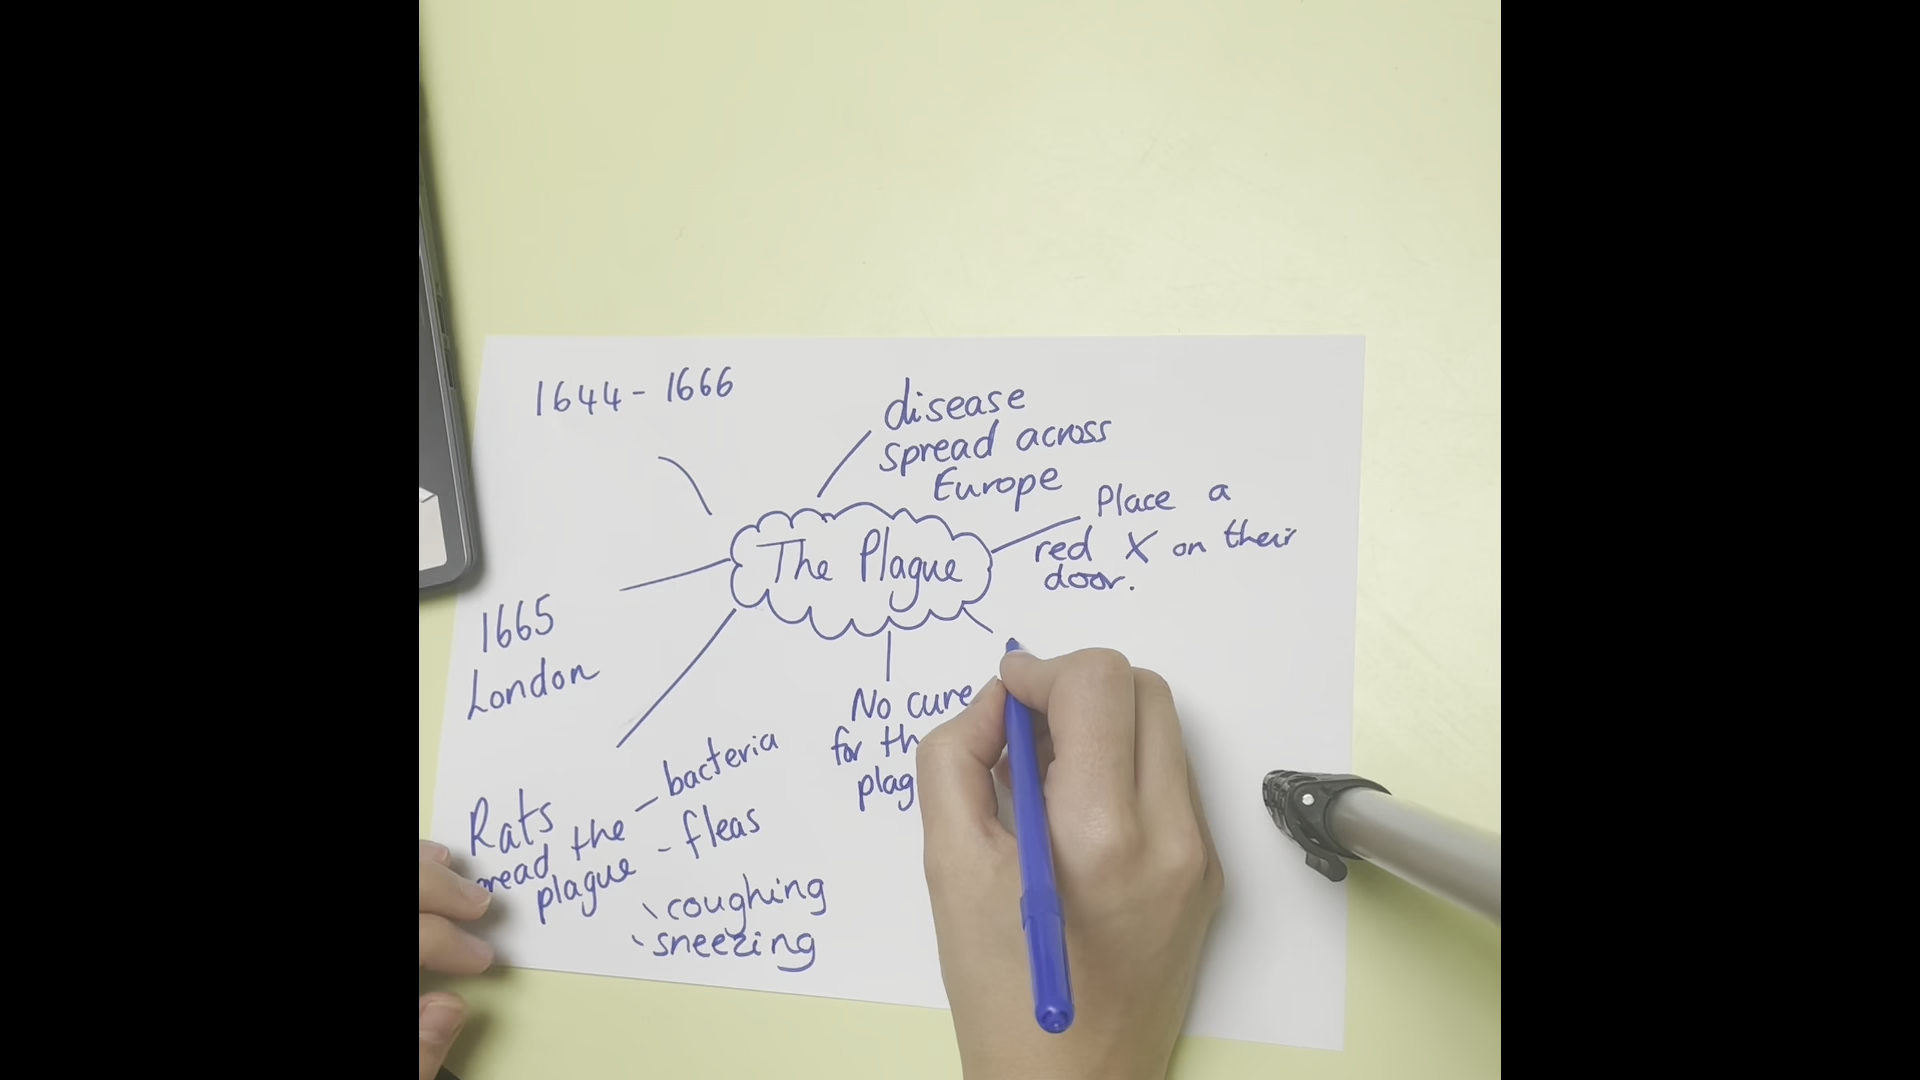 1644 - 1666
disease
spread across
Europe
Place a
red X on their
door.
The Plague
1665
London
No cure
for
Rats
the
plague
- bacteria
- fleas
coughing
sneezing